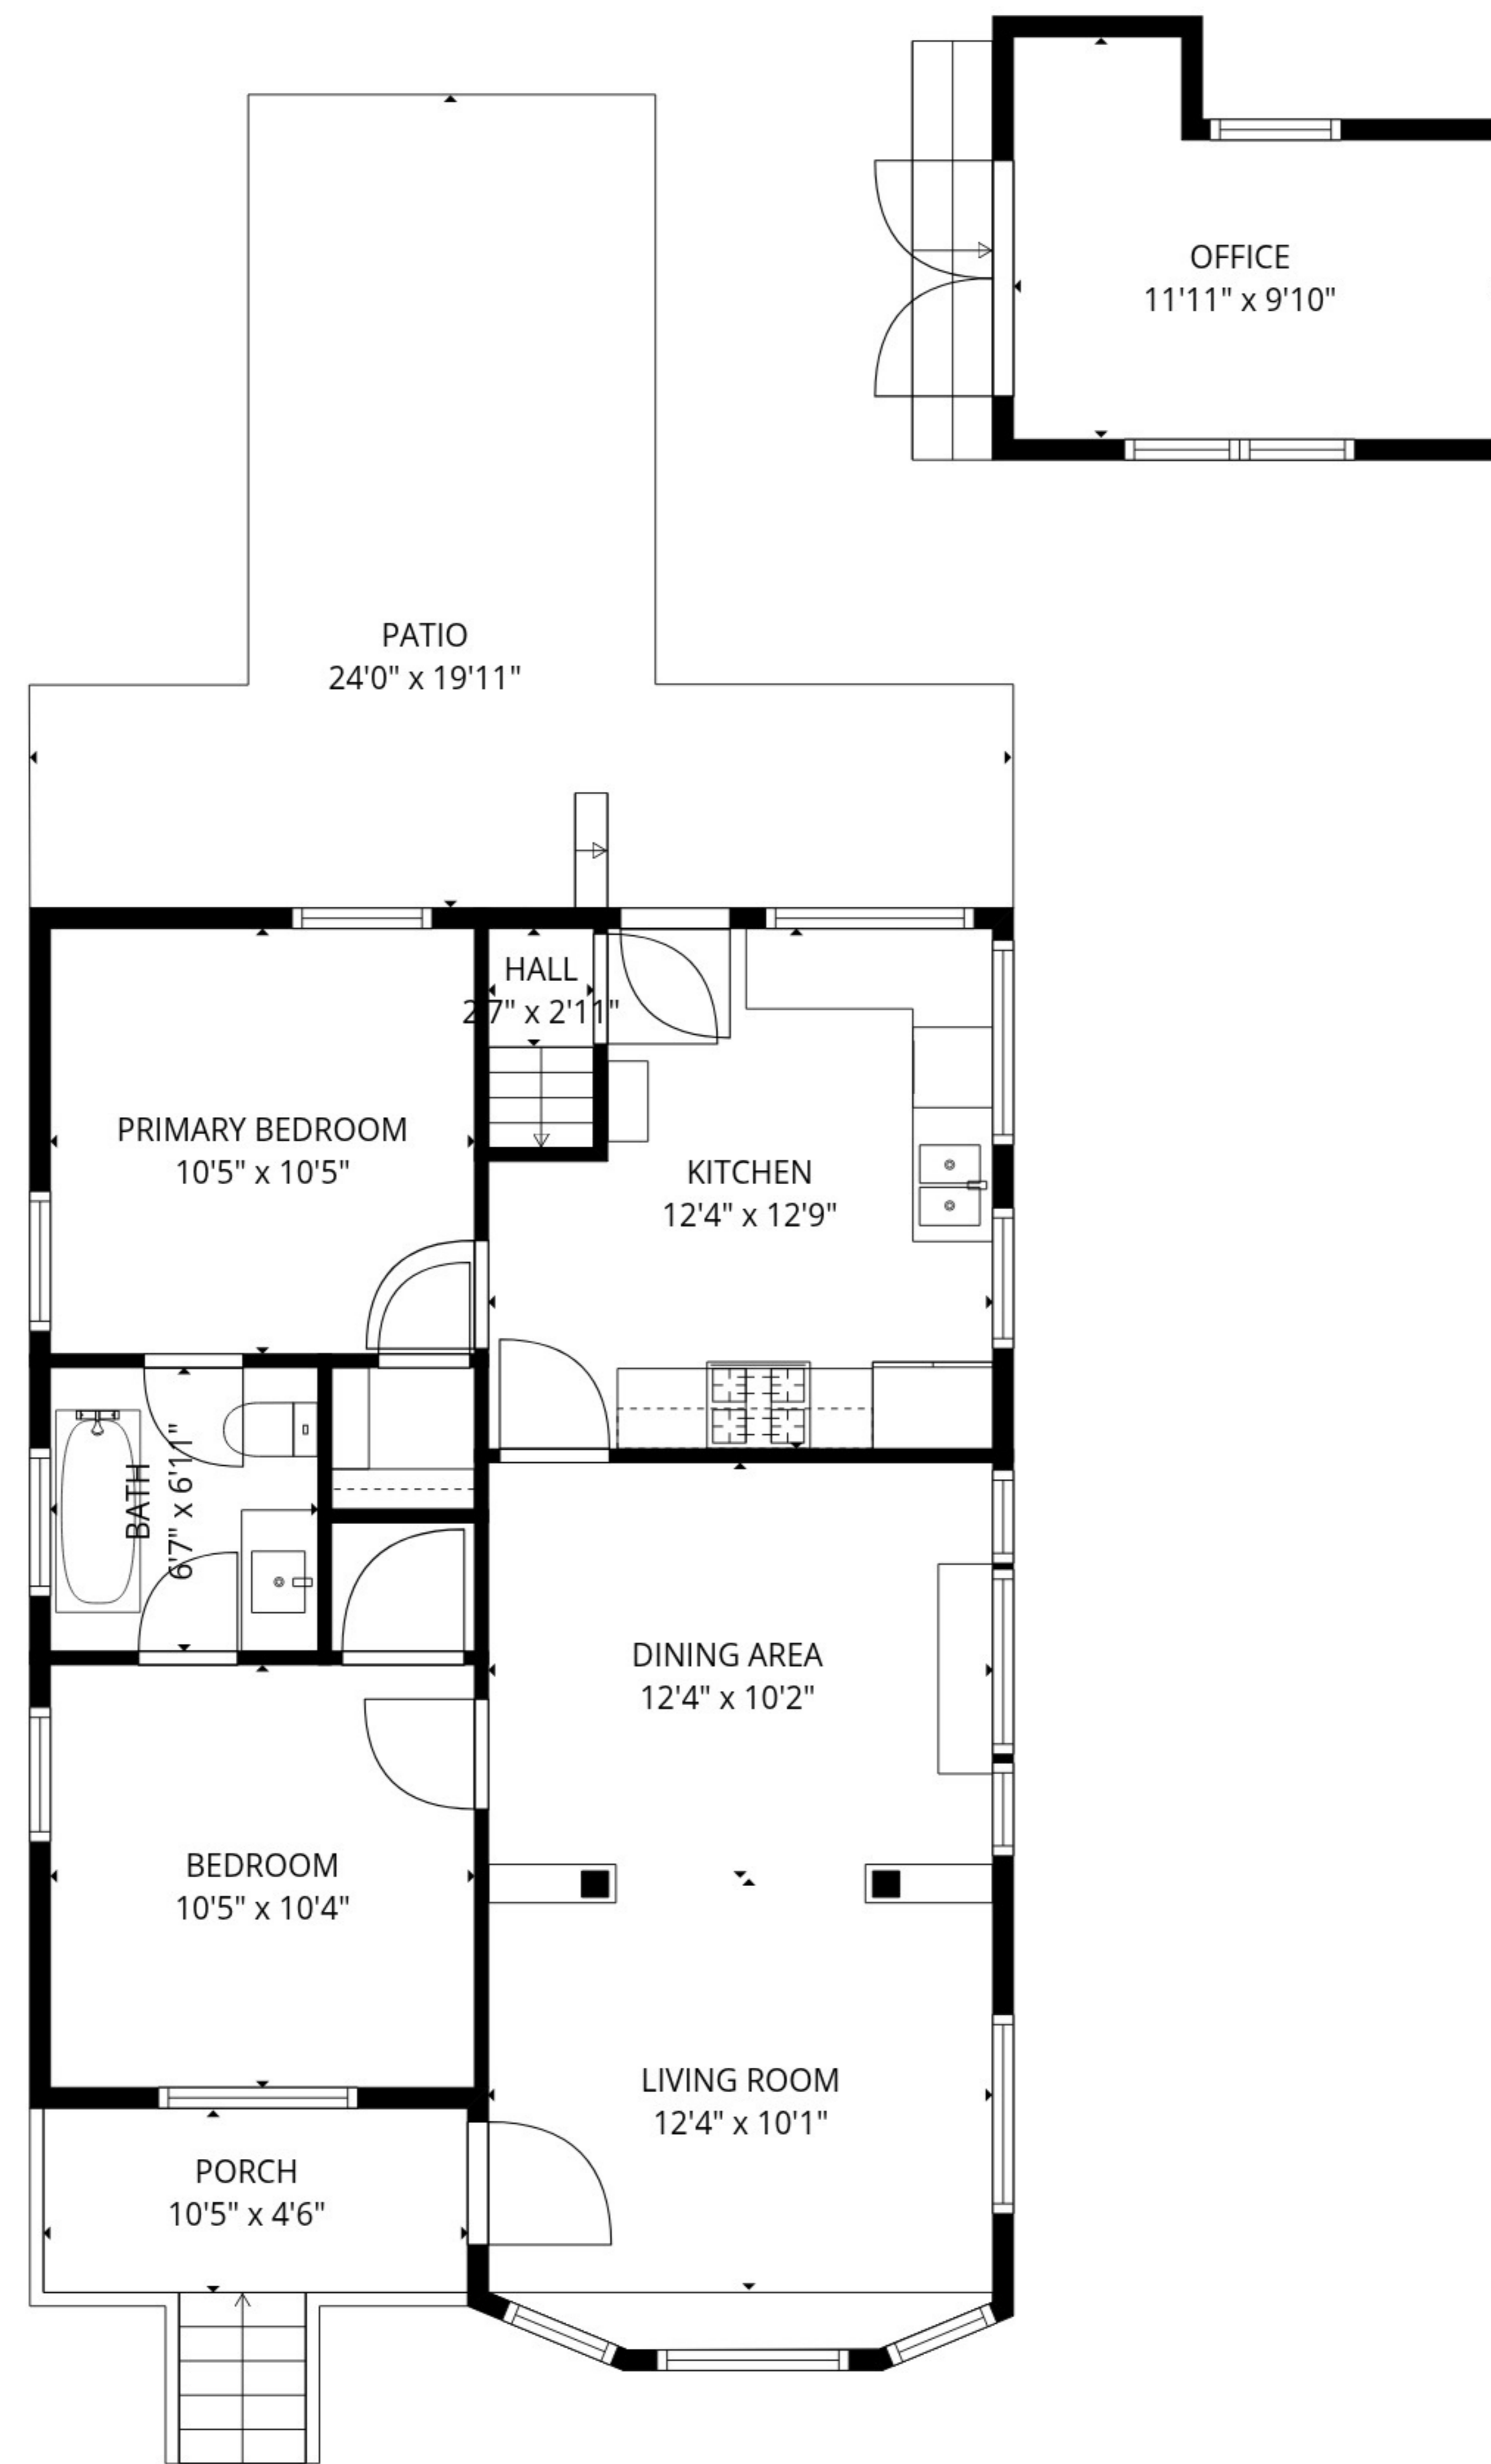 OFFICE
11'11" x 9'10"
PATIO
24'0" x 19'11"
HALL
2'7" x 2'11"
PRIMARY BEDROOM
10'5" x 10'5"
KITCHEN
12'4" x 12'9"
BATH
6'7" x 6'11"
DINING AREA
12'4" x 10'2"
BEDROOM
10'5" x 10'4"
LIVING ROOM
12'4" x 10'1"
PORCH
10'5" x 4'6"